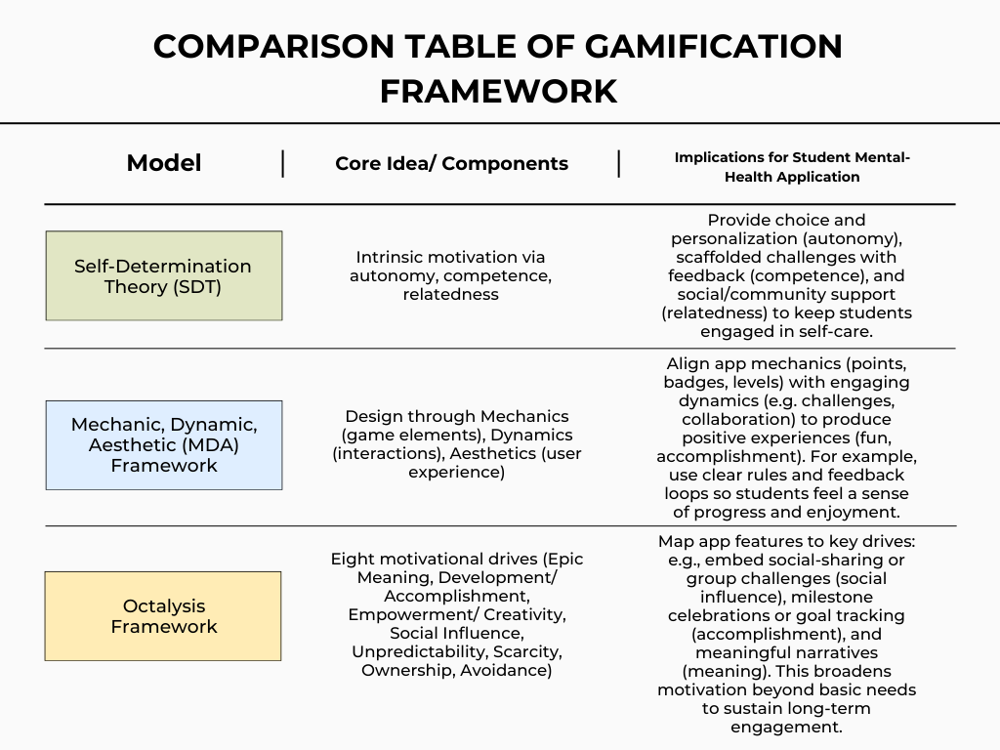 COMPARISON TABLE OF GAMIFICATION
FRAMEWORK
Model
Core Idea/ Components
Implications for Student Mental-
Health Application
Self-Determination
Theory (SDT)
Intrinsic motivation via
autonomy, competence,
relatedness
Provide choice and
personalization (autonomy),
scaffolded challenges with
feedback (competence), and
social/community support
(relatedness) to keep students
engaged in self-care.
Mechanic, Dynamic,
Aesthetic (MDA)
Framework
Design through Mechanics
(game elements), Dynamics
(interactions), Aesthetics (user
experience)
Align app mechanics (points,
badges, levels) with engaging
dynamics (e.g. challenges,
collaboration) to produce
positive experiences (fun,
accomplishment). For example,
use clear rules and feedback
loops so students feel a sense
of progress and enjoyment.
Octalysis
Framework
Eight motivational drives (Epic
Meaning, Development/
Accomplishment,
Empowerment/ Creativity,
Social Influence,
Unpredictability, Scarcity,
Ownership, Avoidance)
Map app features to key drives:
e.g., embed social-sharing or
group challenges (social
influence), milestone
celebrations or goal tracking
(accomplishment), and
meaningful narratives
(meaning). This broadens
motivation beyond basic needs
to sustain long-term
engagement.